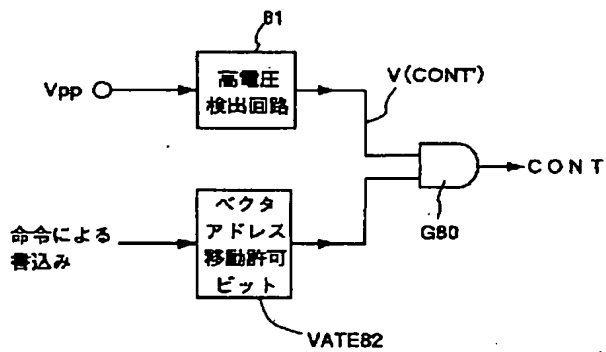 81
高電圧
検出回路
Vpp
V(CONT')
CONT
G80
命令による
書込み
ベクタ
アドレス
移動許可
ビット
VATE82